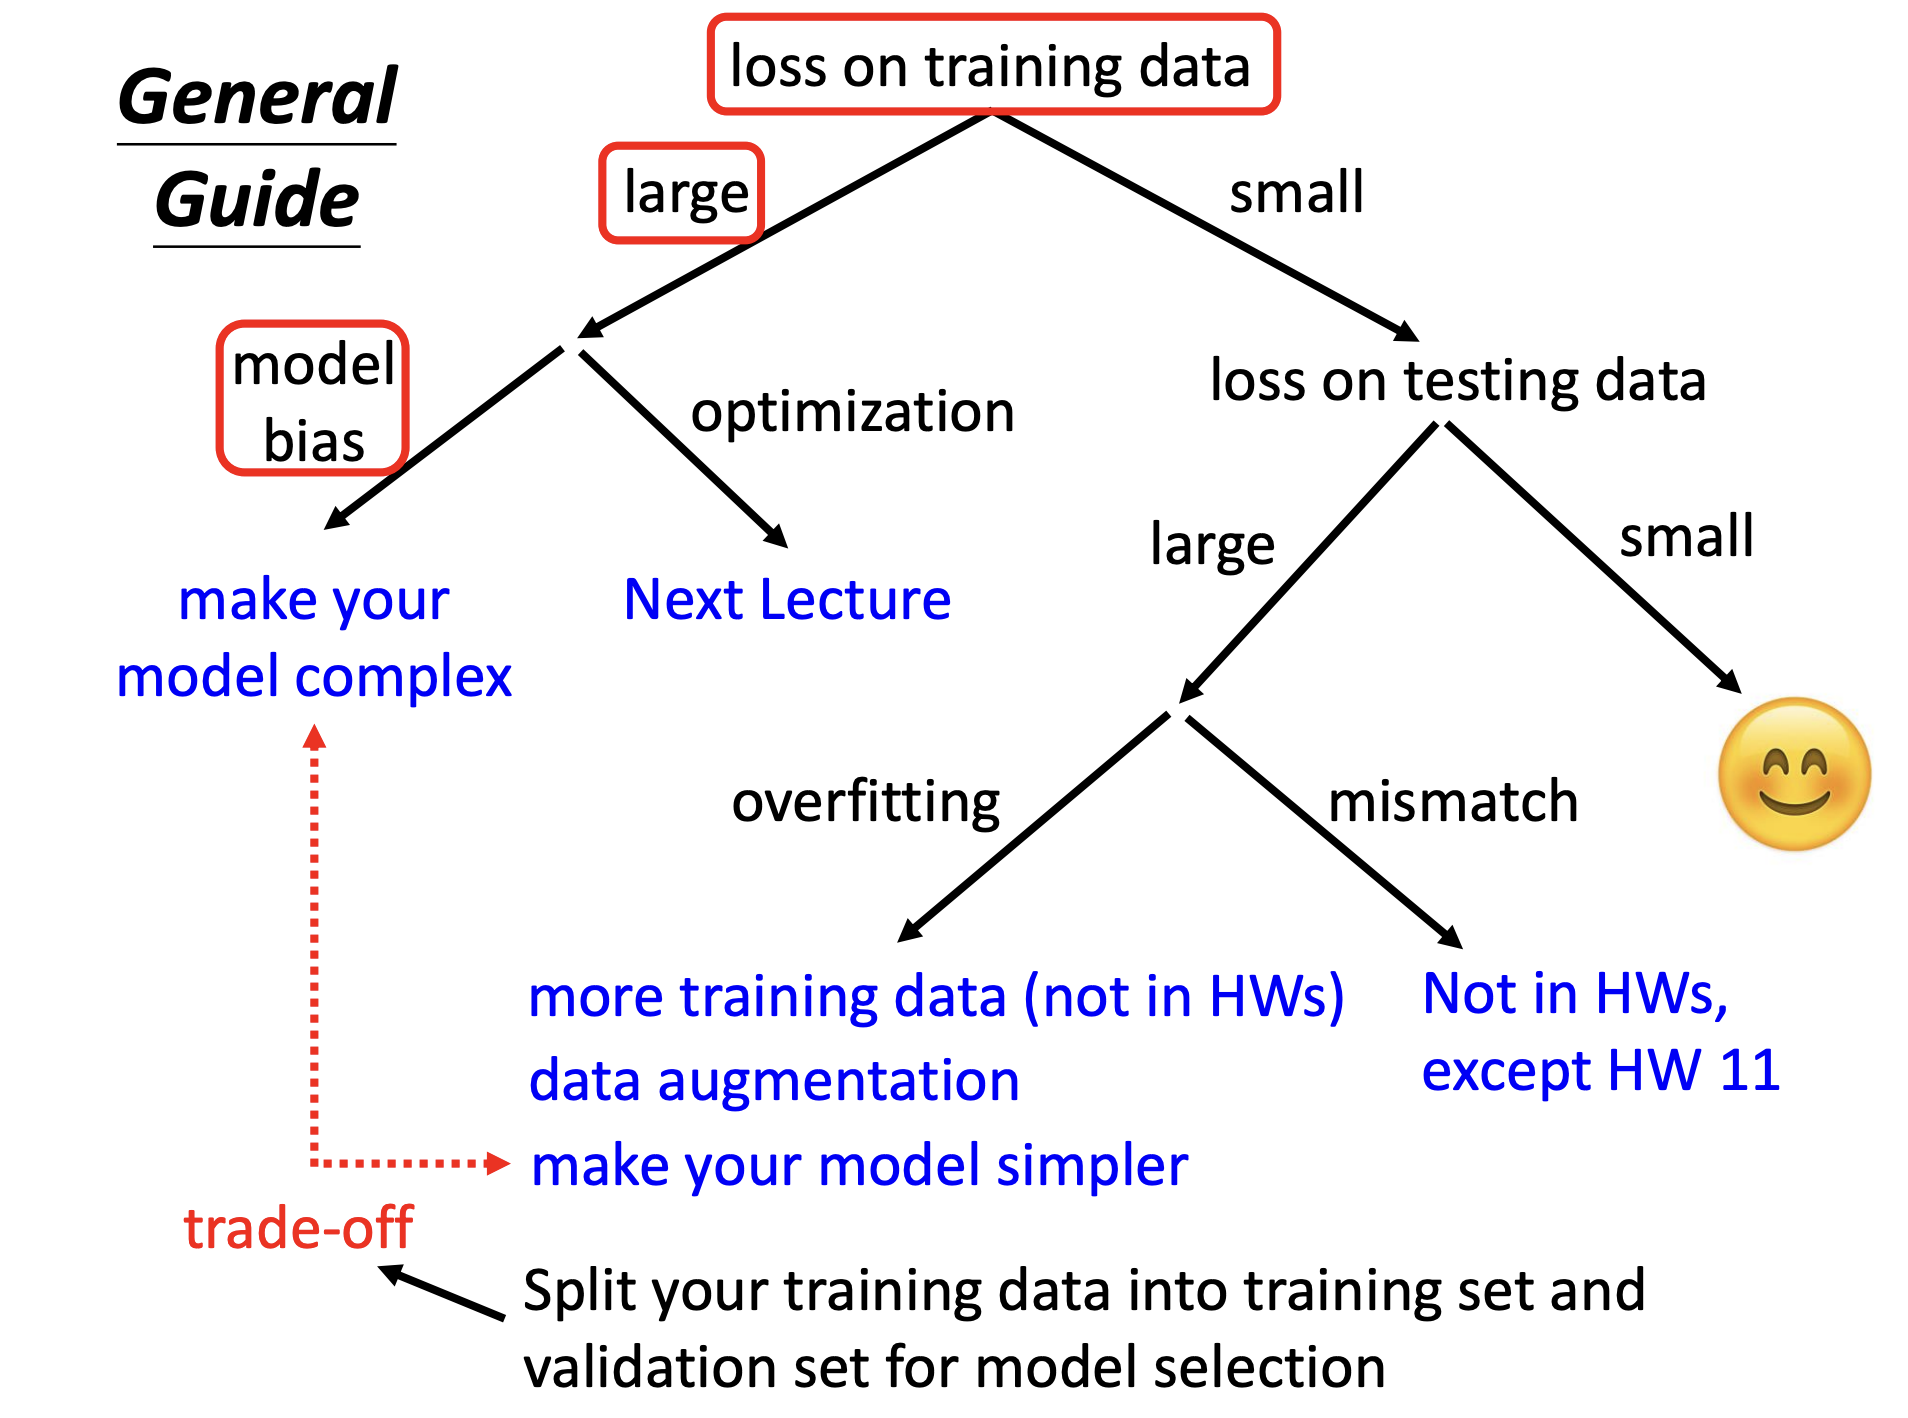 General
Guide
loss on training data
large
small
model
bias
optimization
loss on testing data
large
small
make your
model complex
Next Lecture
overfitting
mismatch
more training data (not in HWs)
data augmentation
make your model simpler
Not in HWs,
except HW 11
trade-off
Split your training data into training set and
validation set for model selection